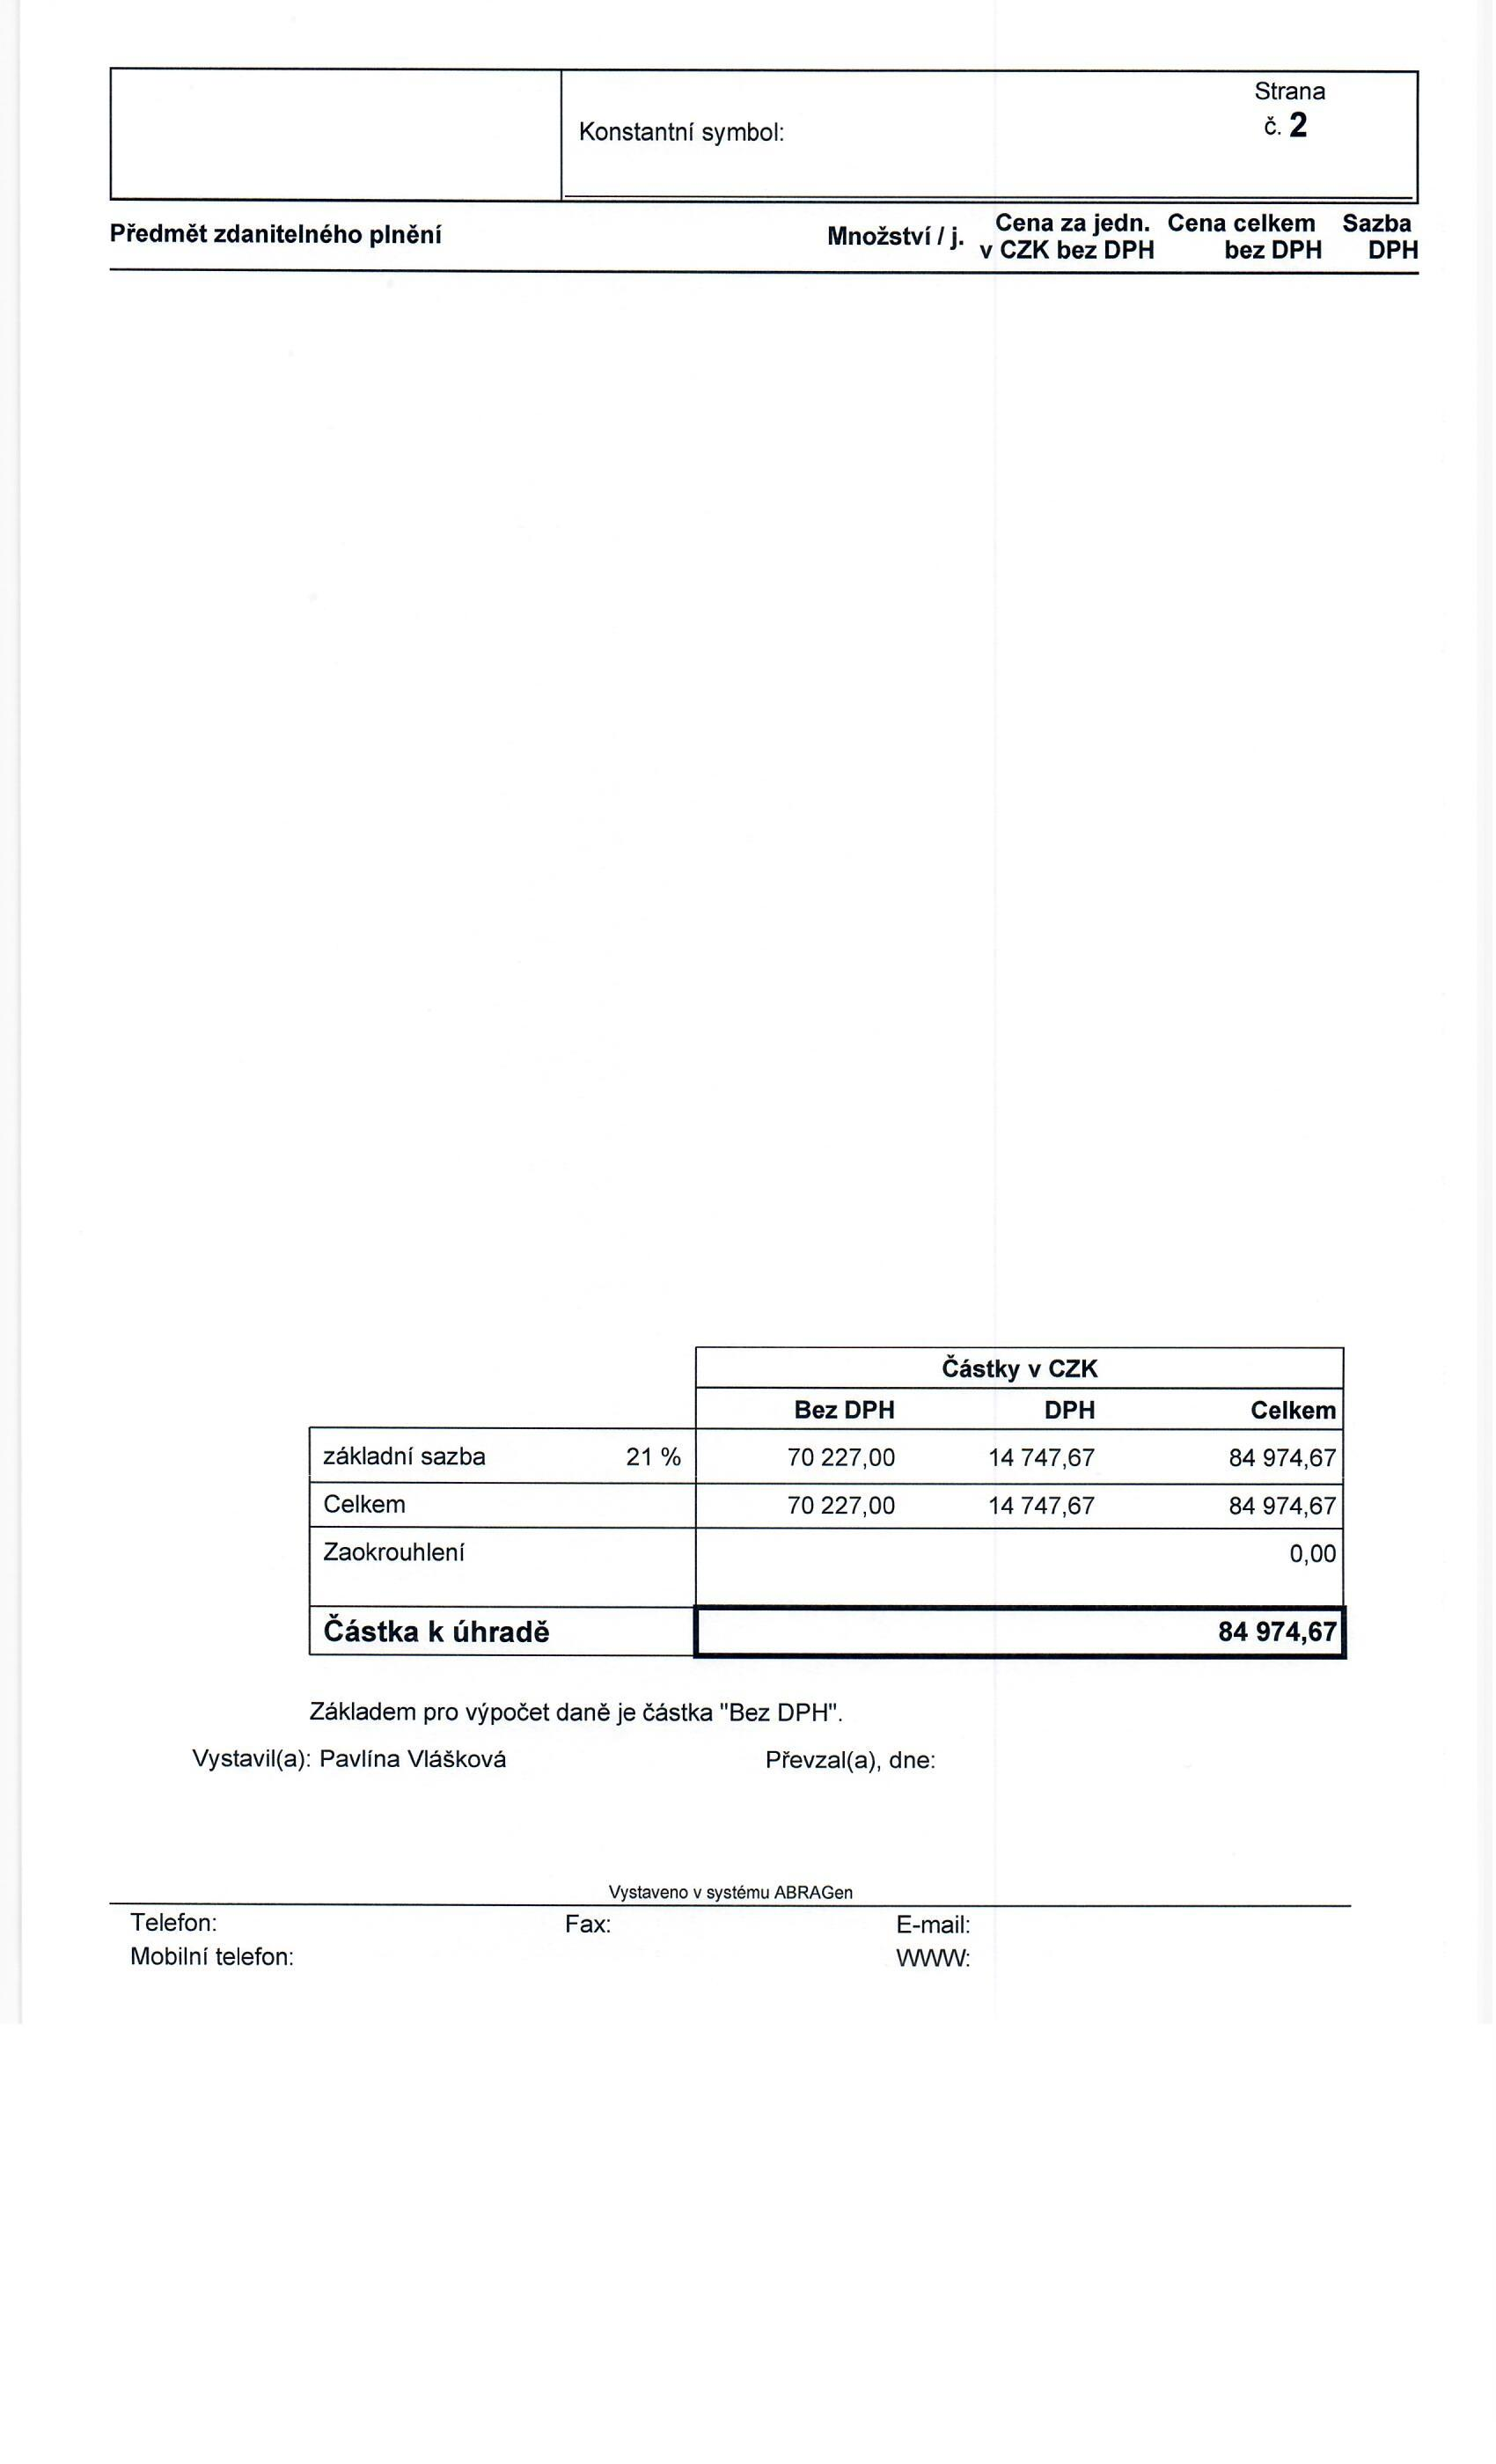 Strana
Konstantní symbol:
č. 2
Předmět zdanitelného plnění Množství / j. Cena za jedn. v CZK bez DPH Cena celkem bez DPH Sazba DPH
Částky v CZK
Bez DPH DPH Celkem
základní sazba 21 % 70 227,00 14 747,67 84 974,67
Celkem 70 227,00 14 747,67 84 974,67
Zaokrouhlení 0,00
Částka k úhradě 84 974,67
Základem pro výpočet daně je částka "Bez DPH".
Vystavil(a): Pavlína Vlášková Převzal(a), dne:
Vystaveno v systému ABRAGen
Telefon: Fax: E-mail:
Mobilní telefon: WWW: